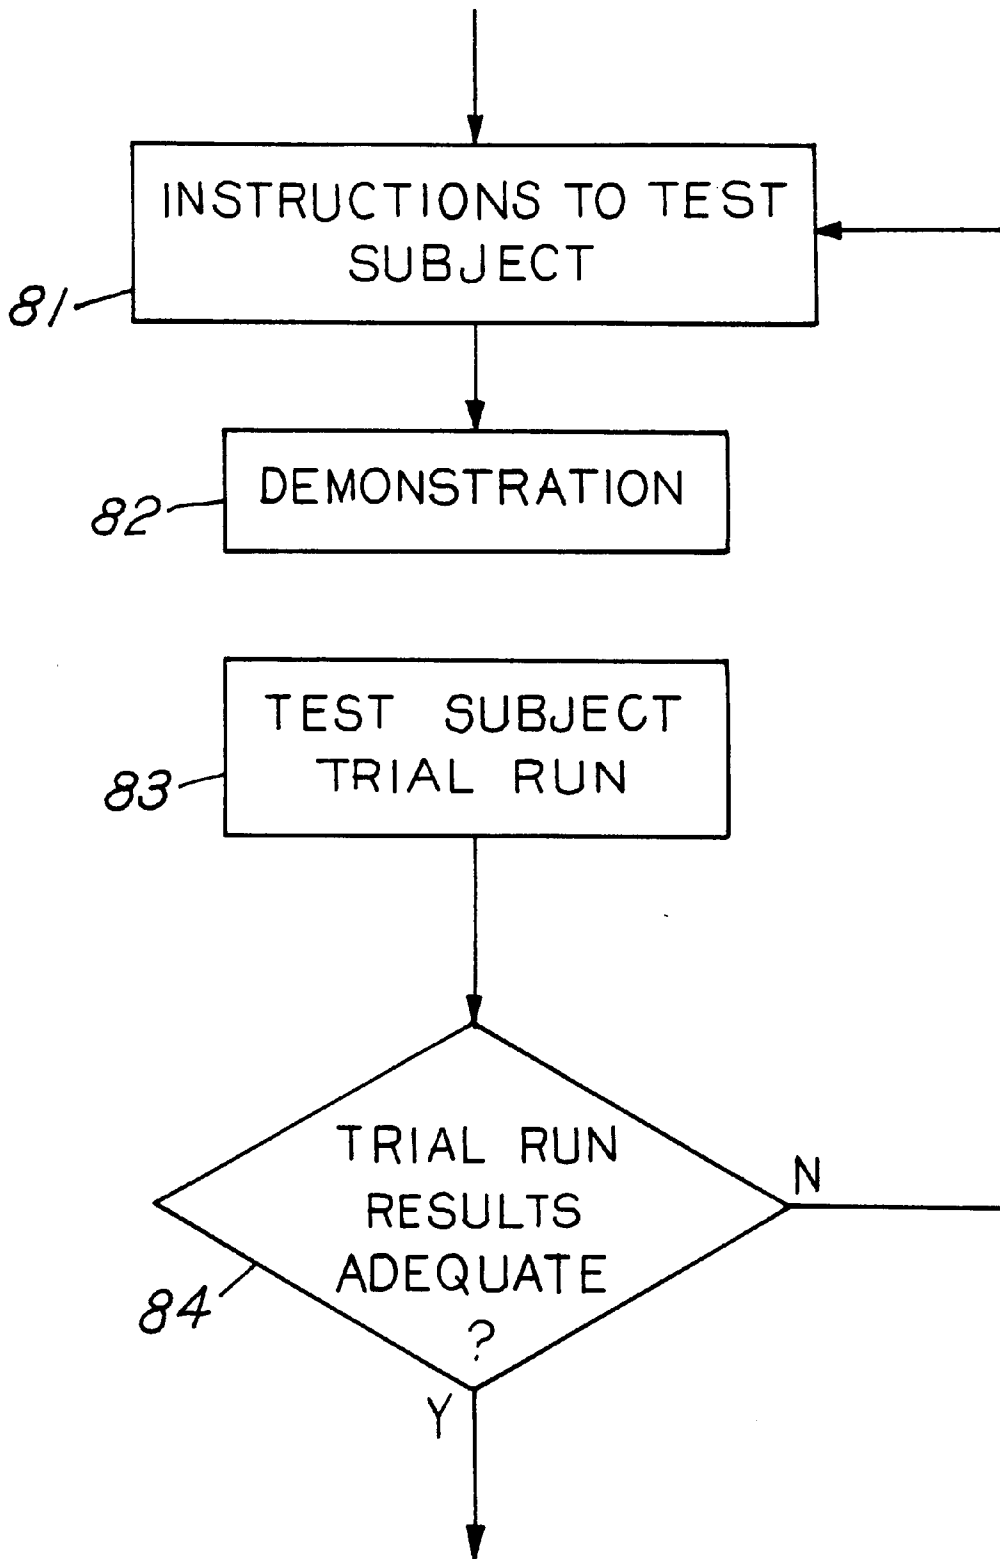 INSTRUCTIONS TO TEST
SUBJECT
81
DEMONSTRATION
82
TEST SUBJECT
TRIAL RUN
83
TRIAL RUN
RESULTS
ADEQUATE
?
N
84
Y